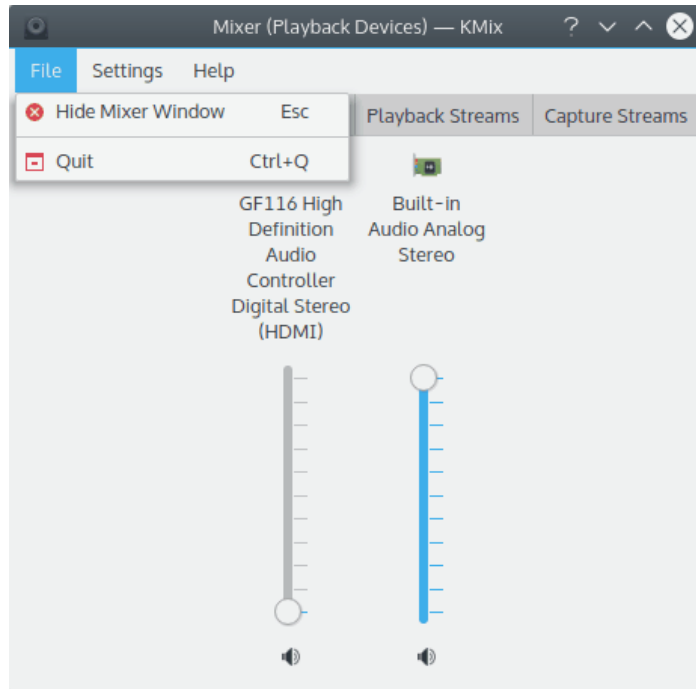 Mixer (Playback Devices) — KMix
File Settings Help
Hide Mixer Window Esc
Quit Ctrl+Q
Playback Streams Capture Streams
GF116 High
Definition
Audio
Controller
Digital Stereo
(HDMI)
Built-in
Audio Analog
Stereo